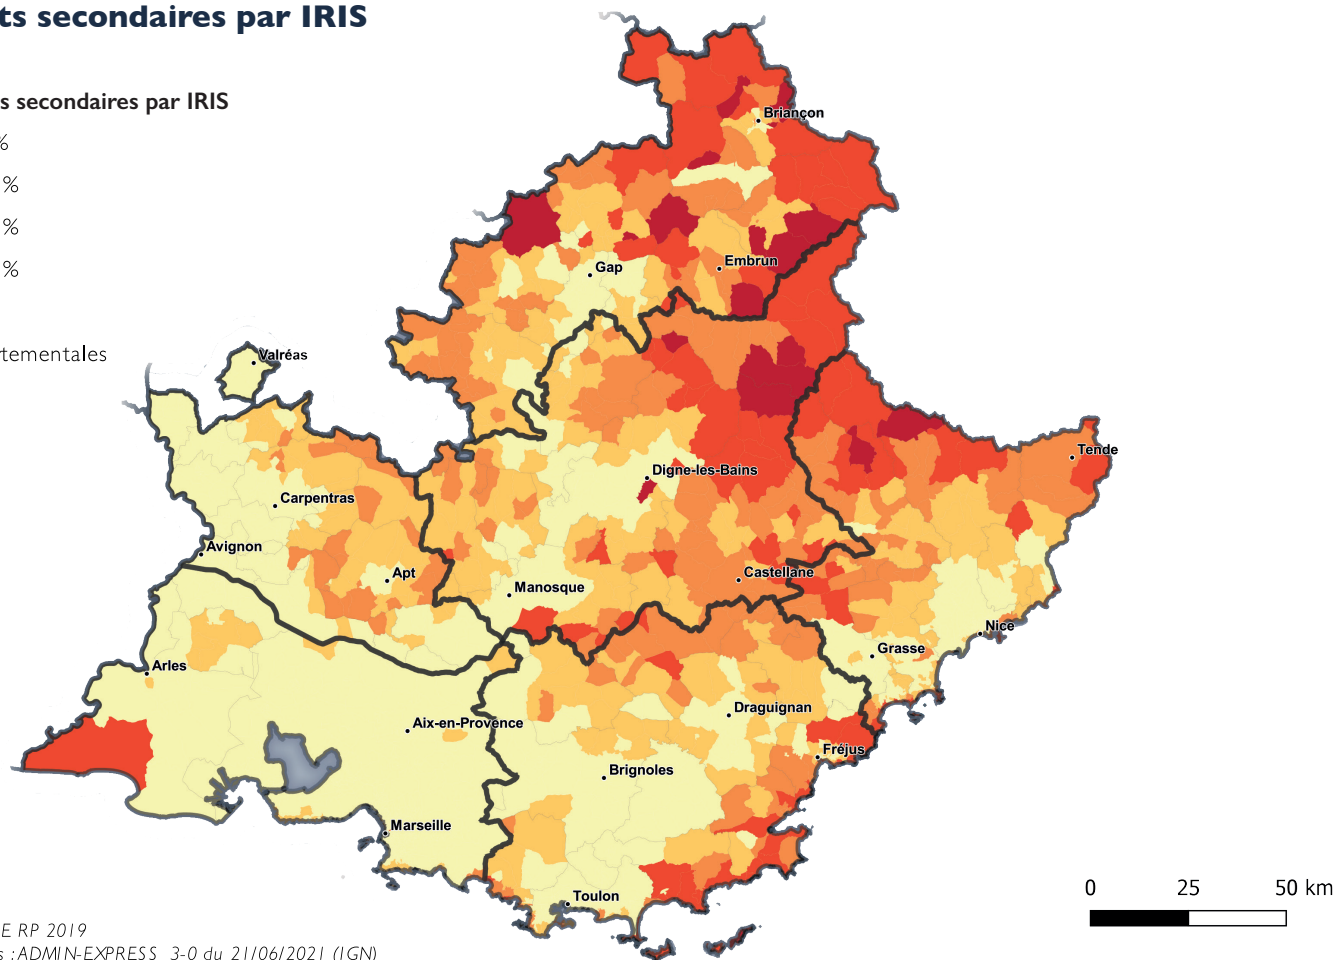 ts secondaires par IRIS
s secondaires par IRIS
%
%
%
%
rtementales
Briançon
Embrun
Gap
Valréas
Tende
Digne-les-Bains
Carpentras
Avignon
Apt
Castellane
Manosque
Nice
Grasse
Arles
Draguignan
Aix-en-Provence
Fréjus
Brignoles
Marseille
Toulon
0 25 50 km
E RP 2019
s : ADMIN-EXPRESS 3-0 du 21/06/2021 (IGN)